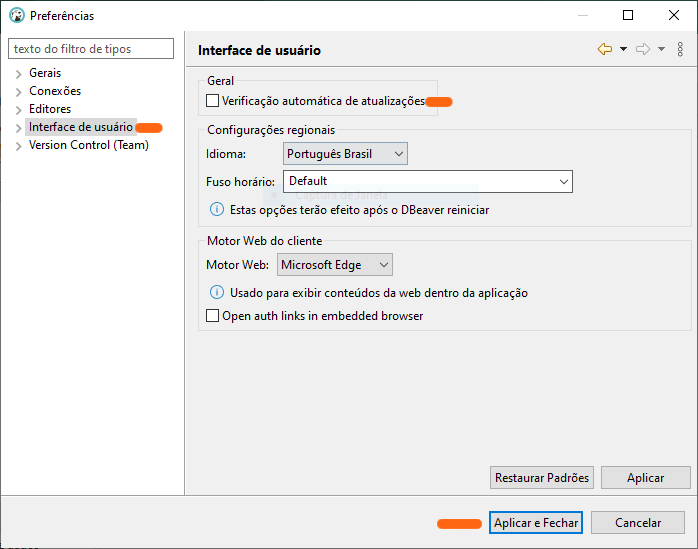 Preferências
texto do filtro de tipos
Gerais
Conexões
Editores
Interface de usuário
Version Control (Team)
Interface de usuário
Geral
Verificação automática de atualizações
Configurações regionais
Idioma: Português Brasil
Fuso horário: Default
Captura de Janela
Estas opções terão efeito após o DBeaver reiniciar
Motor Web do cliente
Motor Web: Microsoft Edge
Usado para exibir conteúdos da web dentro da aplicação
Open auth links in embedded browser
Restaurar Padrões Aplicar
Aplicar e Fechar Cancelar